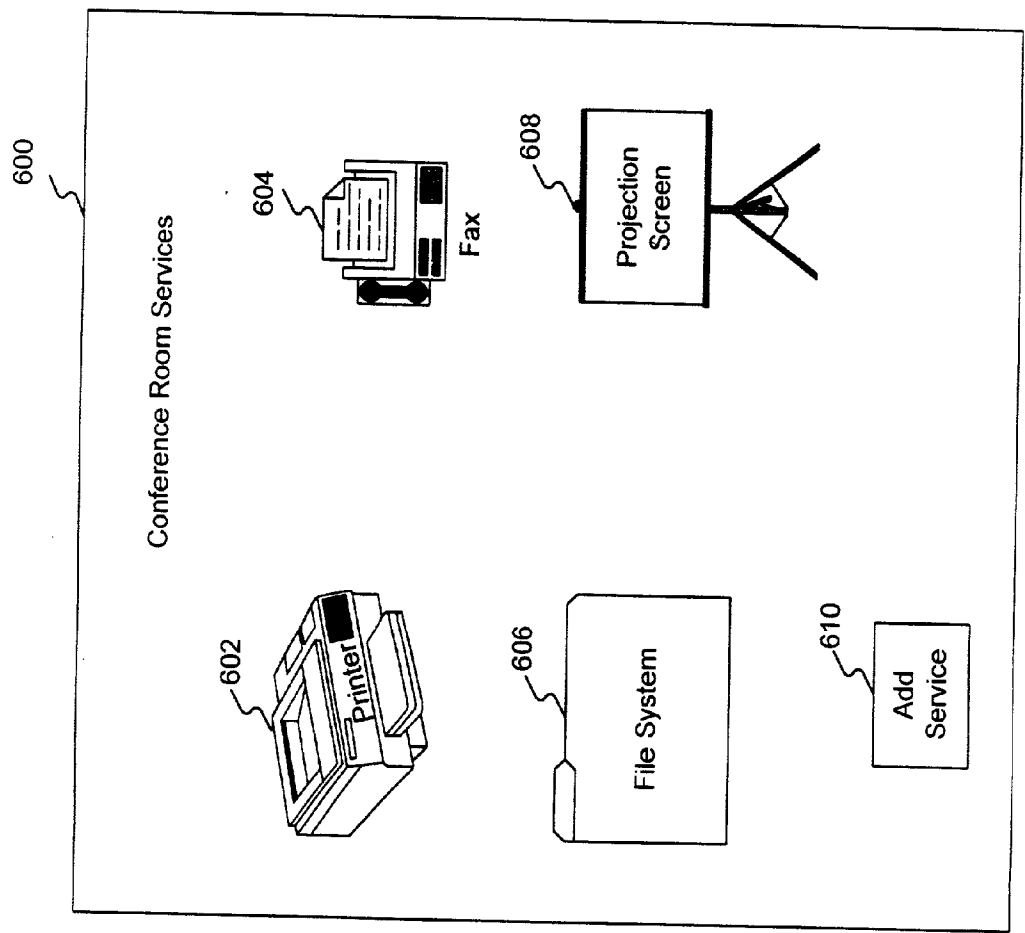 600
Conference Room Services
602
Printer
604
Fax
606
File System
608
Projection
Screen
610
Add
Service